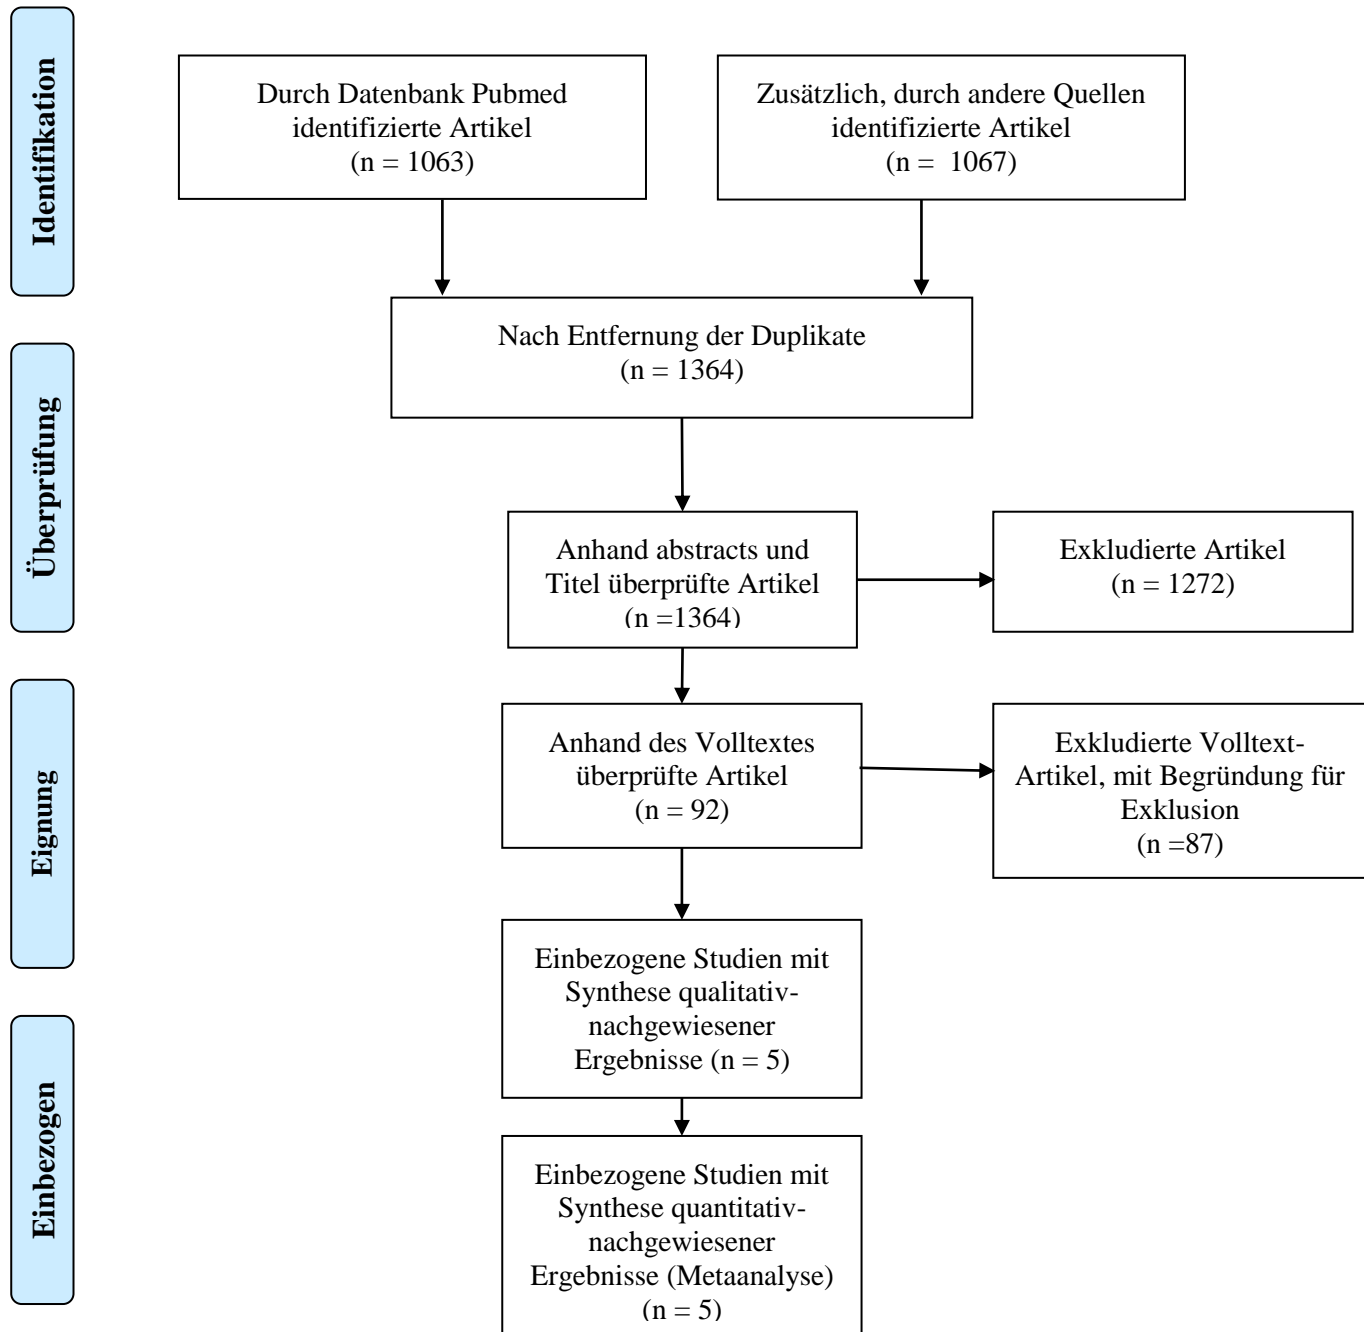 Identifikation
Durch Datenbank Pubmed
identifizierte Artikel
(n = 1063)
Zusätzlich, durch andere Quellen
identifizierte Artikel
(n = 1067)
Nach Entfernung der Duplikate
(n = 1364)
Überprüfung
Anhand abstracts und
Titel überprüfte Artikel
(n =1364)
Exkludierte Artikel
(n = 1272)
Eignung
Anhand des Volltextes
überprüfte Artikel
(n = 92)
Exkludierte Volltext-
Artikel, mit Begründung für
Exklusion
(n =87)
Einbezogene Studien mit
Synthese qualitativ-
nachgewiesener
Ergebnisse (n = 5)
Einbezogen
Einbezogene Studien mit
Synthese quantitativ-
nachgewiesener
Ergebnisse (Metaanalyse)
(n = 5)